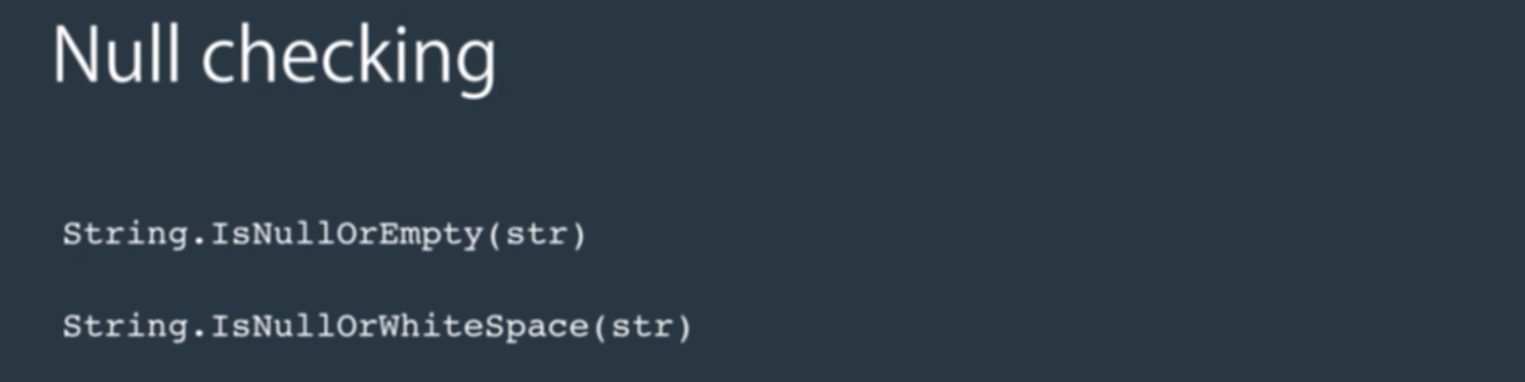 Null checking
String.IsNullOrEmpty(str)
String.IsNullOrWhiteSpace(str)